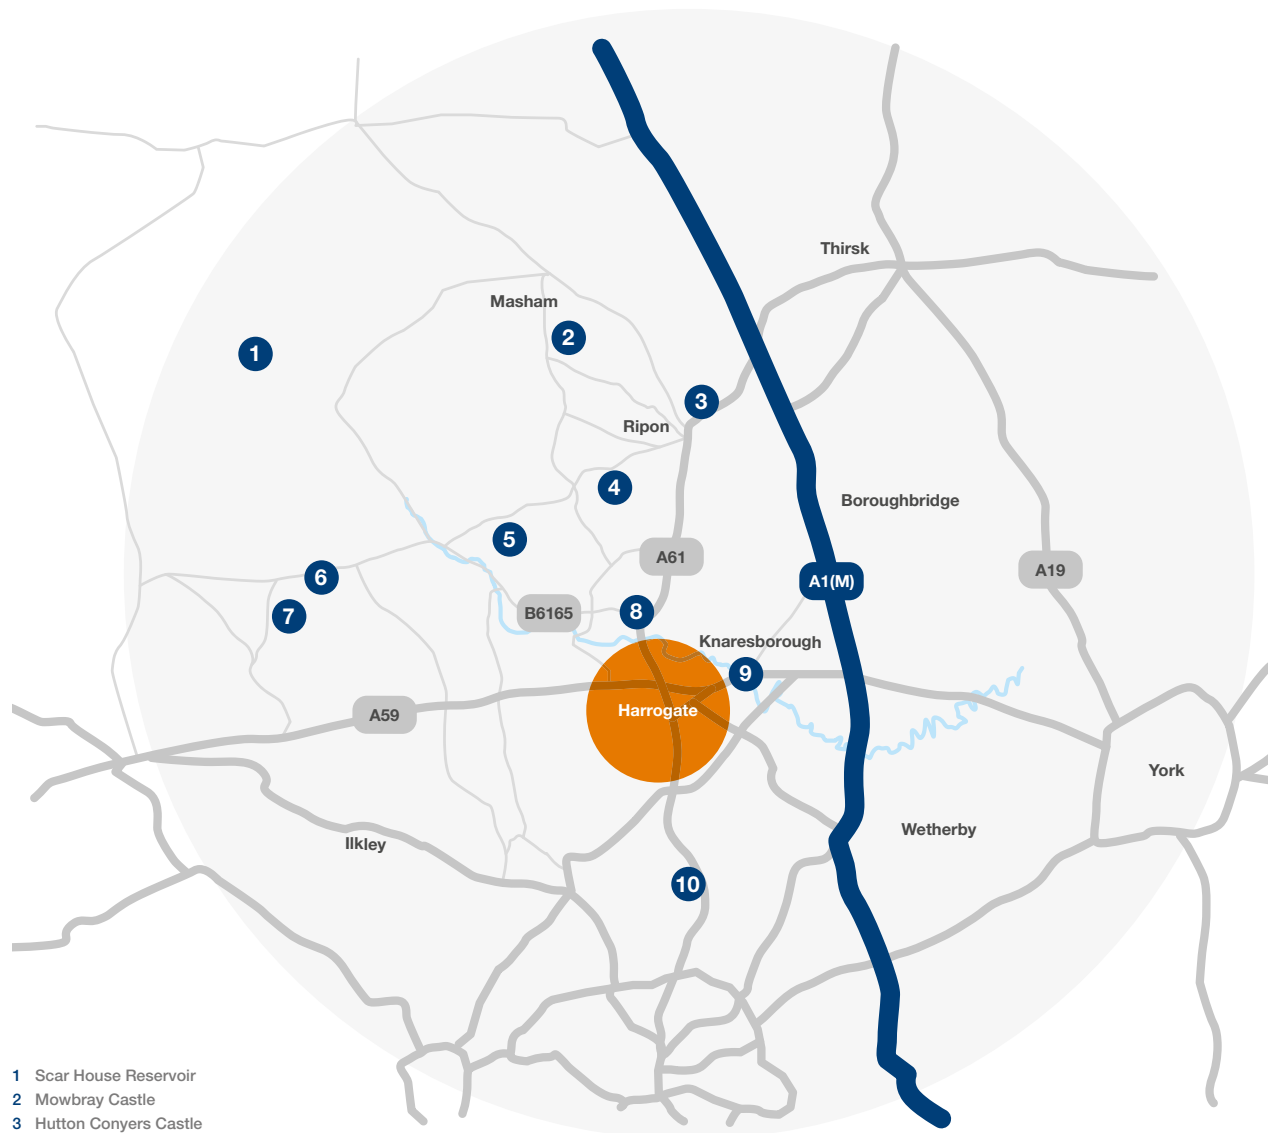 Thirsk
Masham
2
1
3
Ripon
4
Boroughbridge
5
A61
A19
6
A1(M)
7
B6165
8
Knaresborough
9
A59
Harrogate
York
Wetherby
Ilkley
10
1 Scar House Reservoir
2 Mowbray Castle
3 Hutton Conyers Castle